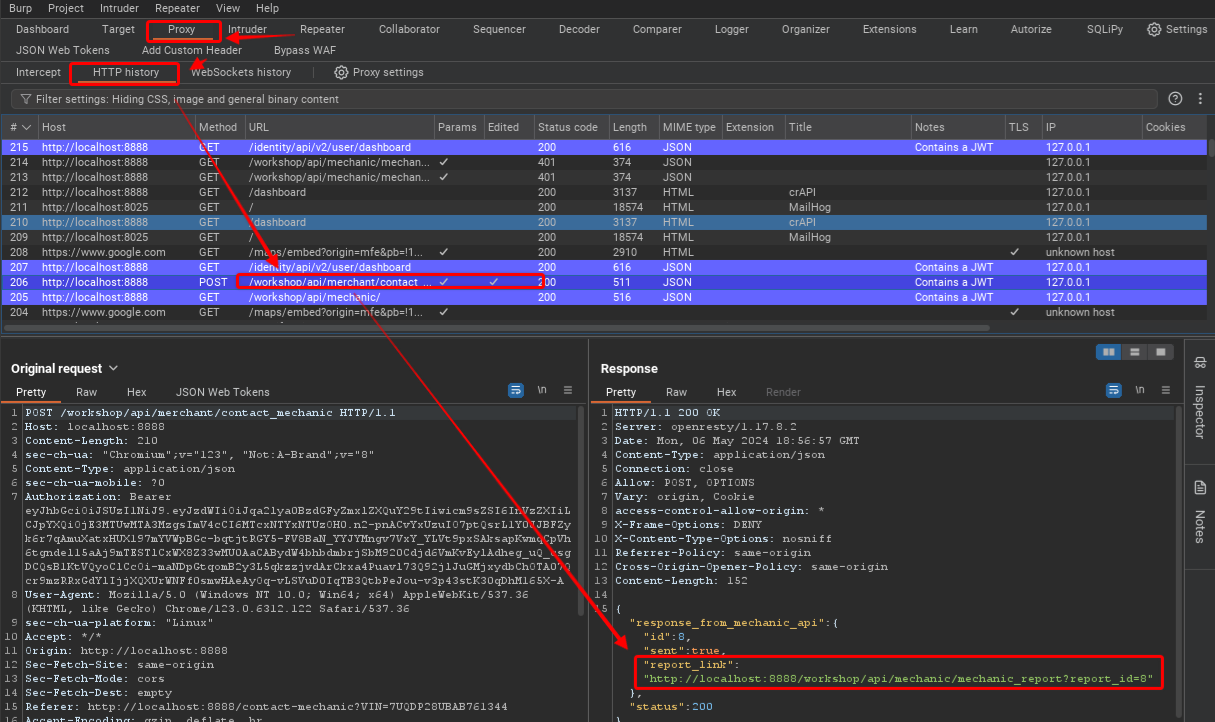 Burp Project Intruder Repeater View Help
Dashboard Target Proxy Intruder Repeater Collaborator Sequencer Decoder Comparer Logger Organizer Extensions Learn Autorize SQLiPy Settings
JSON Web Tokens Add Custom Header Bypass WAF
Intercept HTTP history WebSockets history Proxy settings
Filter settings: Hiding CSS, image and general binary content
# Host Method URL Params Edited Status code Length MIME type Extension Title Notes TLS IP Cookies
215 http://localhost:8888 GET /identity/api/v2/user/dashboard 200 616 JSON Contains a JWT 127.0.0.1
214 http://localhost:8888 GET /workshop/api/mechanic/mechan... ✓ 401 374 JSON 127.0.0.1
213 http://localhost:8888 GET /workshop/api/mechanic/mechan... ✓ 401 374 JSON 127.0.0.1
212 http://localhost:8888 GET /dashboard 200 3137 HTML crAPI 127.0.0.1
211 http://localhost:8025 GET / 200 18574 HTML MailHog 127.0.0.1
210 http://localhost:8888 GET /dashboard 200 3137 HTML crAPI 127.0.0.1
209 http://localhost:8025 GET / 200 18574 HTML MailHog 127.0.0.1
208 https://www.google.com GET /maps/embed?origin=mfe&pb=!1... ✓ 200 2910 HTML ✓ unknown host
207 http://localhost:8888 GET /identity/api/v2/user/dashboard 200 616 JSON Contains a JWT 127.0.0.1
206 http://localhost:8888 POST /workshop/api/merchant/contact_... ✓ ✓ 200 511 JSON Contains a JWT 127.0.0.1
205 http://localhost:8888 GET /workshop/api/mechanic/ 200 516 JSON Contains a JWT 127.0.0.1
204 https://www.google.com GET /maps/embed?origin=mfe&pb=!1... ✓ ✓ unknown host
Original request
Pretty Raw Hex JSON Web Tokens \n
1 POST /workshop/api/merchant/contact_mechanic HTTP/1.1
2 Host: localhost:8888
3 Content-Length: 210
4 sec-ch-ua: "Chromium";v="123", "Not:A-Brand";v="8"
5 Content-Type: application/json
6 sec-ch-ua-mobile: ?0
7 Authorization: Bearer
8 User-Agent: Mozilla/5.0 (Windows NT 10.0; Win64; x64) AppleWebKit/537.36
(KHTML, like Gecko) Chrome/123.0.6312.122 Safari/537.36
9 sec-ch-ua-platform: "Linux"
10 Accept: */*
11 Origin: http://localhost:8888
12 Sec-Fetch-Site: same-origin
13 Sec-Fetch-Mode: cors
14 Sec-Fetch-Dest: empty
15 Referer: http://localhost:8888/contact-mechanic?VIN=7UQDP28UBAB761344
16 Accept-Encoding: gzip, deflate, br
Response
Pretty Raw Hex Render \n
1 HTTP/1.1 200 OK
2 Server: openresty/1.17.8.2
3 Date: Mon, 06 May 2024 18:56:57 GMT
4 Content-Type: application/json
5 Connection: close
6 Allow: POST, OPTIONS
7 Vary: origin, Cookie
8 access-control-allow-origin: *
9 X-Frame-Options: DENY
10 X-Content-Type-Options: nosniff
11 Referrer-Policy: same-origin
12 Cross-Origin-Opener-Policy: same-origin
13 Content-Length: 152
14
15 {
"response_from_mechanic_api":{
"id":8,
"sent":true,
"report_link":
"http://localhost:8888/workshop/api/mechanic/mechanic_report?report_id=8"
},
"status":200
}
Inspector
Notes